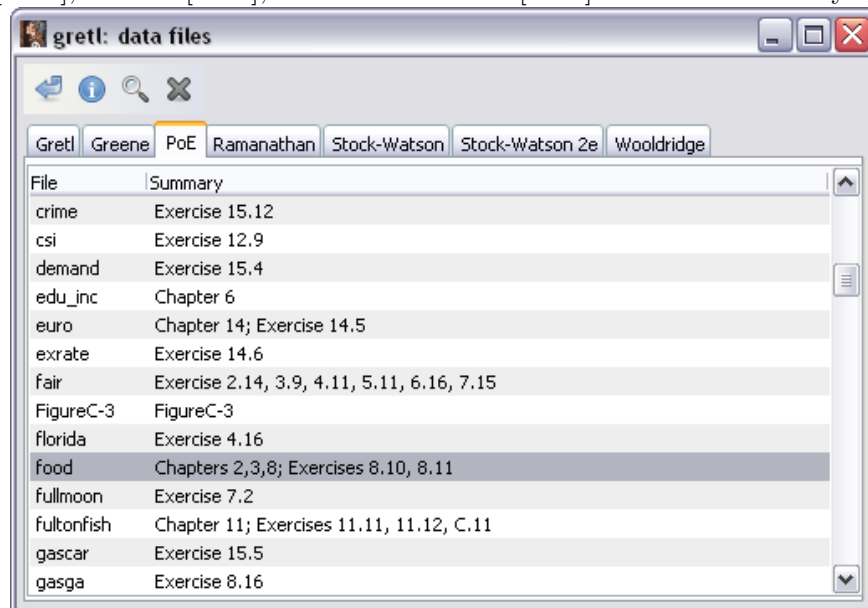 gretl: data files
Gretl Greene PoE Ramanathan Stock-Watson Stock-Watson 2e Wooldridge
File Summary
crime Exercise 15.12
csi Exercise 12.9
demand Exercise 15.4
edu_inc Chapter 6
euro Chapter 14; Exercise 14.5
exrate Exercise 14.6
fair Exercise 2.14, 3.9, 4.11, 5.11, 6.16, 7.15
FigureC-3 FigureC-3
florida Exercise 4.16
food Chapters 2,3,8; Exercises 8.10, 8.11
fullmoon Exercise 7.2
fultonfish Chapter 11; Exercises 11.11, 11.12, C.11
gascar Exercise 15.5
gasga Exercise 8.16